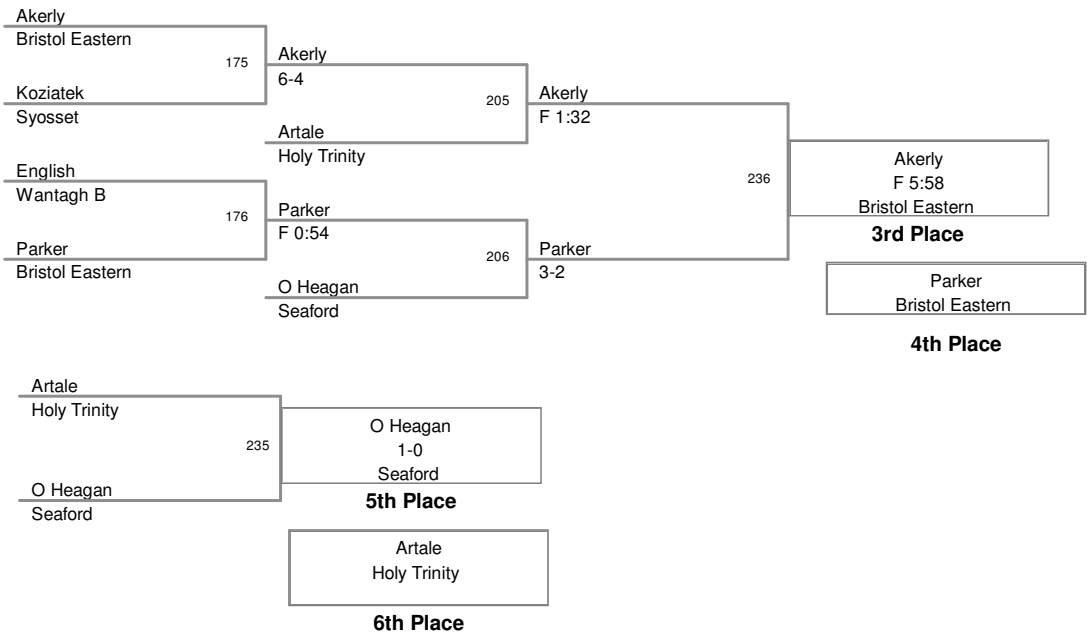 Akerly
Bristol Eastern
175
Koziatek
Syosset
Akerly
6-4
205
Artale
Holy Trinity
Akerly
F 1:32
English
Wantagh B
176
Parker
Bristol Eastern
Parker
F 0:54
206
O Heagan
Seaford
Parker
3-2
236
Akerly
F 5:58
Bristol Eastern
3rd Place
Parker
Bristol Eastern
4th Place
Artale
Holy Trinity
235
O Heagan
Seaford
O Heagan
1-0
Seaford
5th Place
Artale
Holy Trinity
6th Place